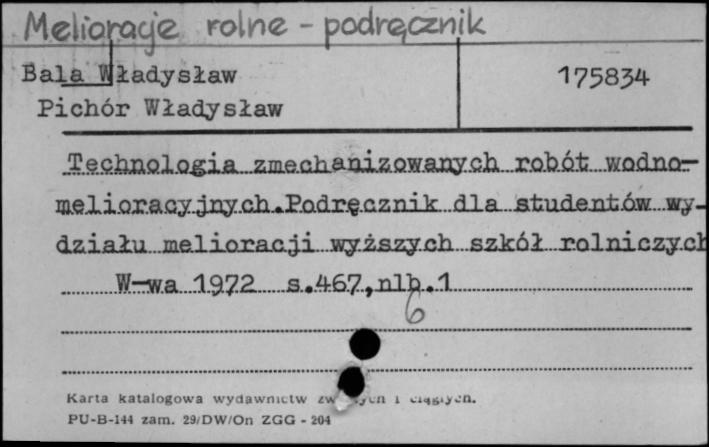 Melioracje rolne - podręcznik
Bala Władysław 175834
Pichór Władysław
Technologia zmechanizowanych robót wodno-
melioracyjnych.Podręcznik dla studentów wy-
działu melioracji wyższych szkół rolniczych
W-wa 1972 s.467,nlb.1
6
Karta katalogowa wydawnictw i ciągłych.
PU-B-144 zam. 29/DW/On ZGG - 204